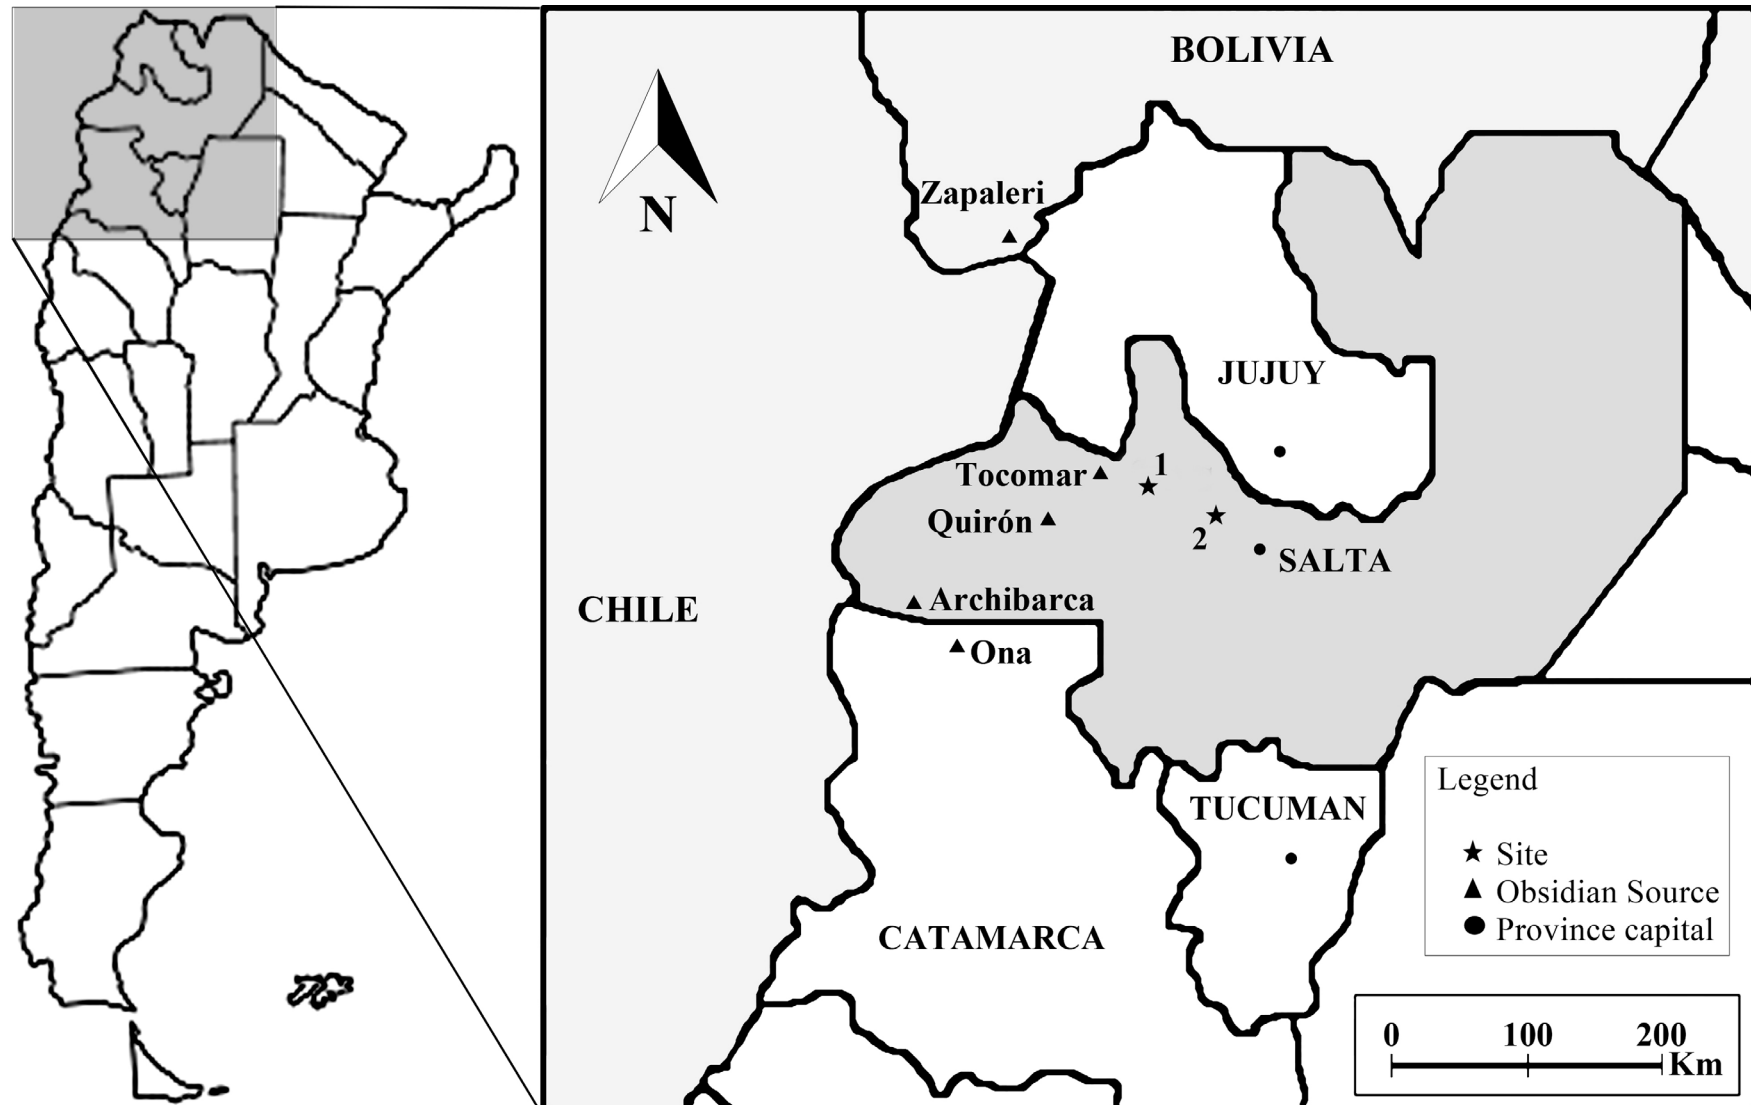 BOLIVIA
Zapaleri
N
JUJUY
1
Tocomar
Quirón
2
SALTA
Archibarca
CHILE
Ona
TUCUMAN
CATAMARCA
Legend
Site
Obsidian Source
Province capital
0 100 200
Km